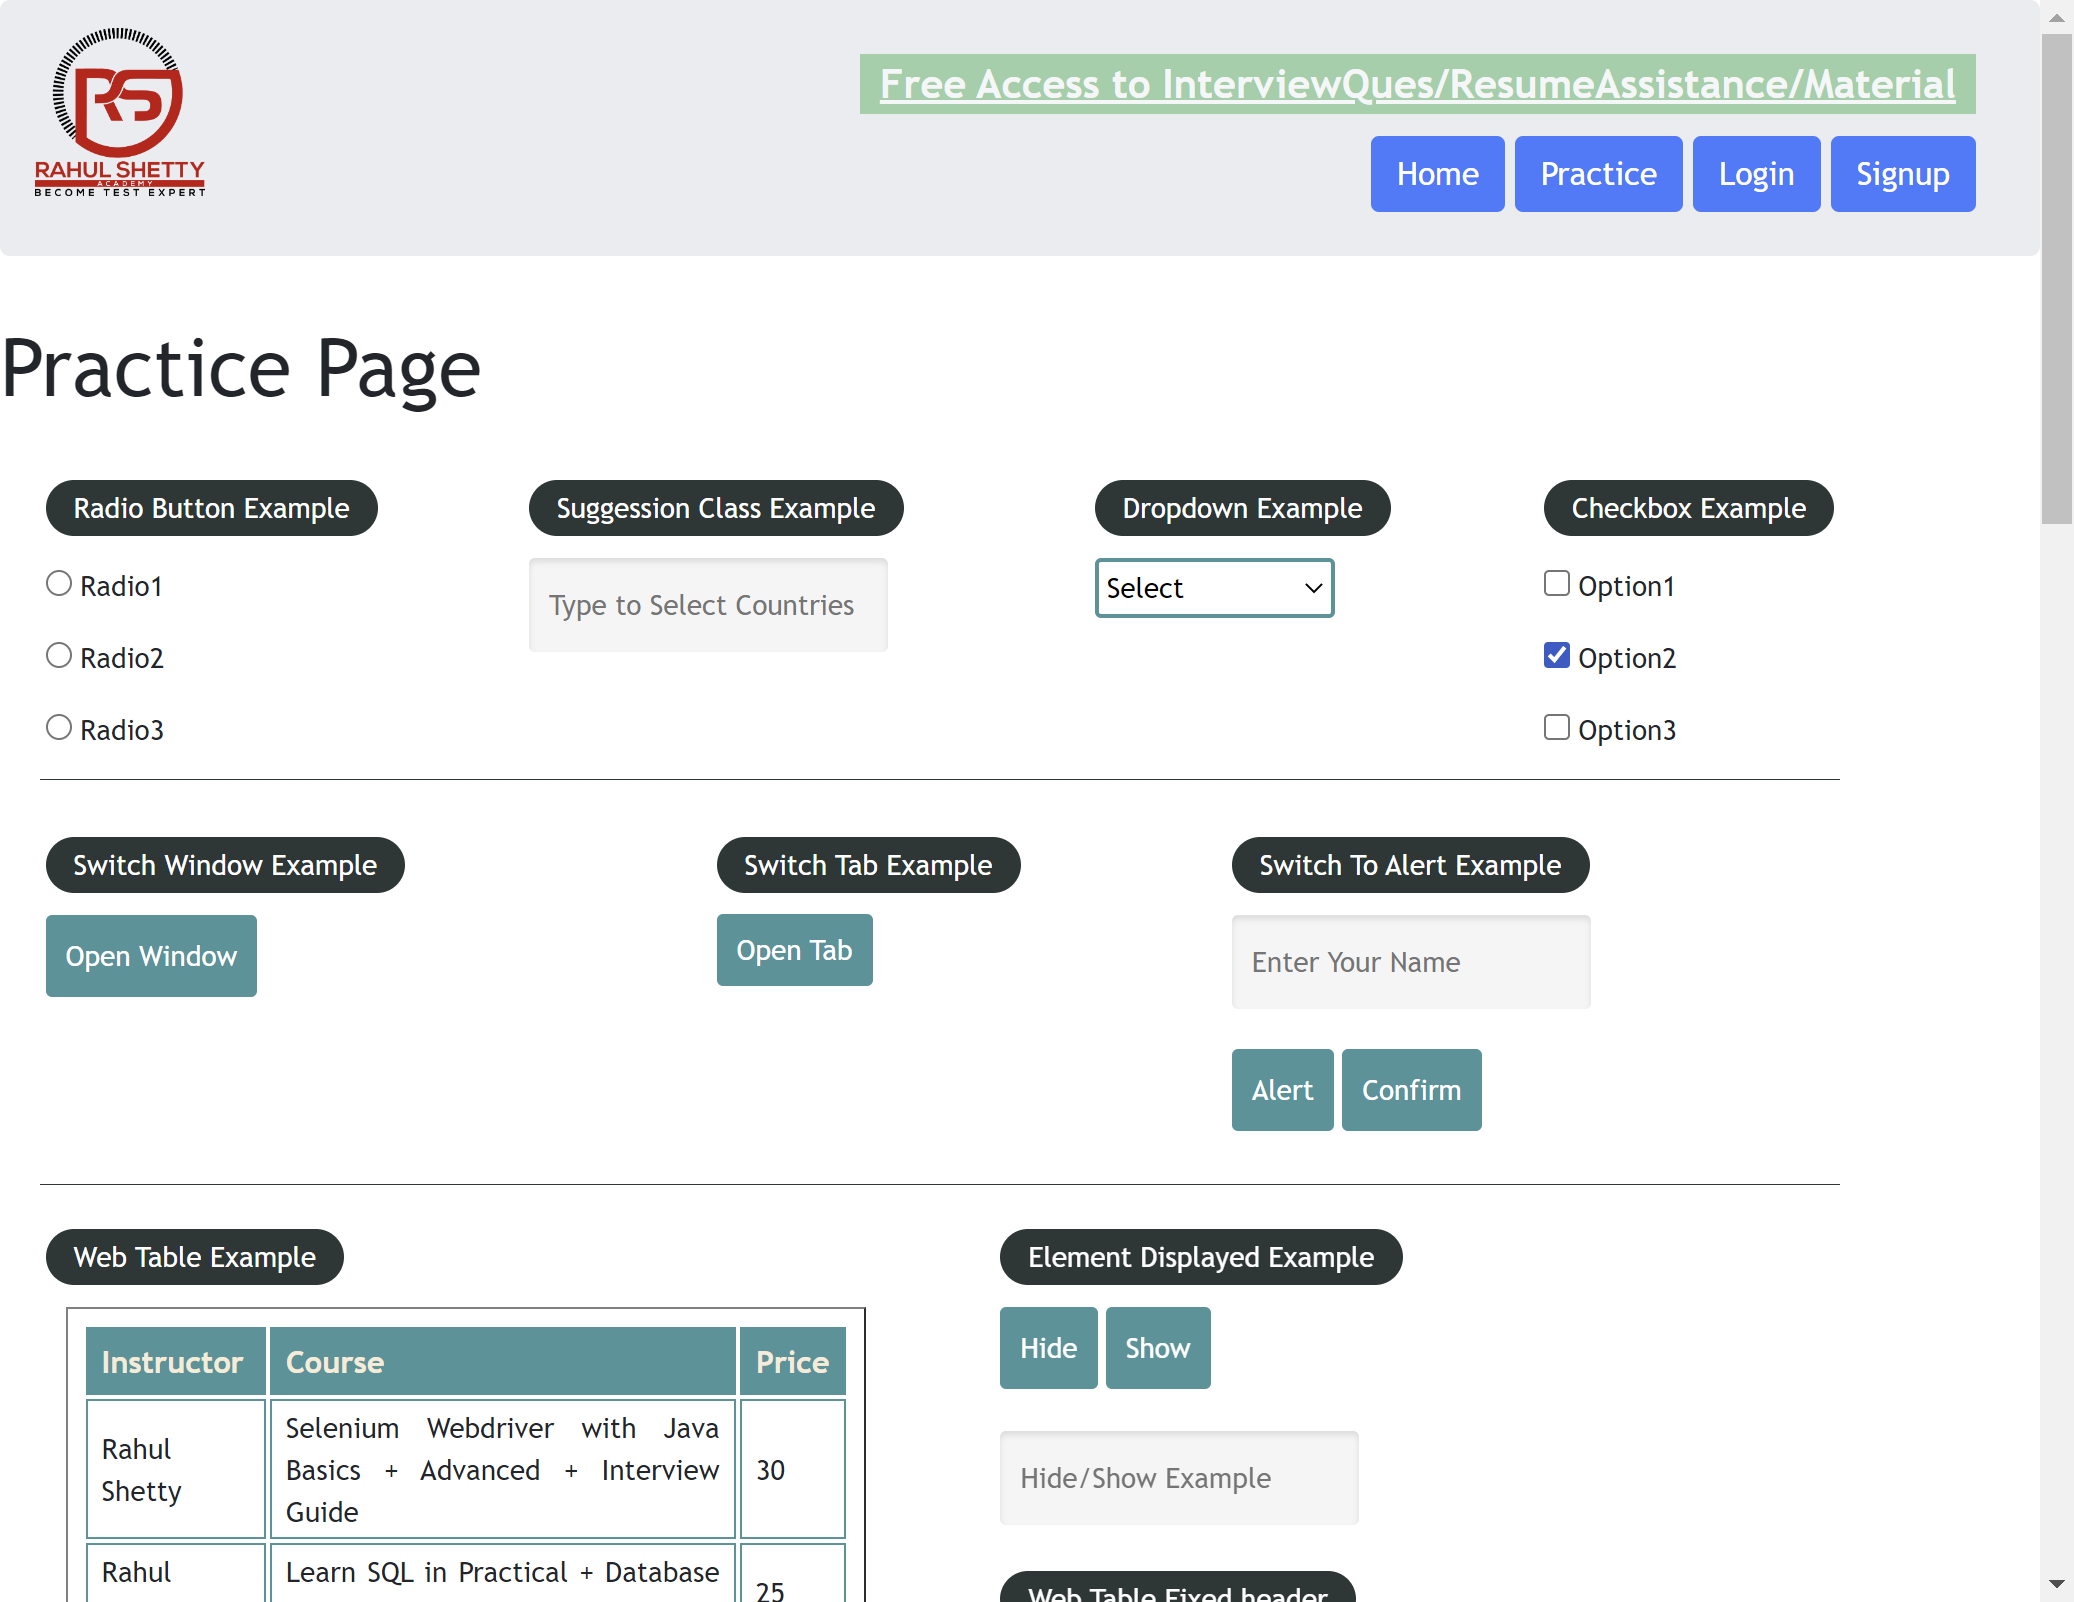 RAHUL SHETTY
ACADEMY
BECOME TEST EXPERT
Free Access to InterviewQues/ResumeAssistance/Material
Home Practice Login Signup
Practice Page
Radio Button Example
Radio1
Radio2
Radio3
Suggession Class Example
Type to Select Countries
Dropdown Example
Select
Checkbox Example
Option1
Option2
Option3
Switch Window Example
Open Window
Switch Tab Example
Open Tab
Switch To Alert Example
Enter Your Name
Alert Confirm
Web Table Example
Instructor Course Price
Rahul Shetty
Selenium Webdriver with Java
Basics + Advanced + Interview
Guide
30
Rahul
Learn SQL in Practical + Database
25
Element Displayed Example
Hide Show
Hide/Show Example
Web Table Fixed header